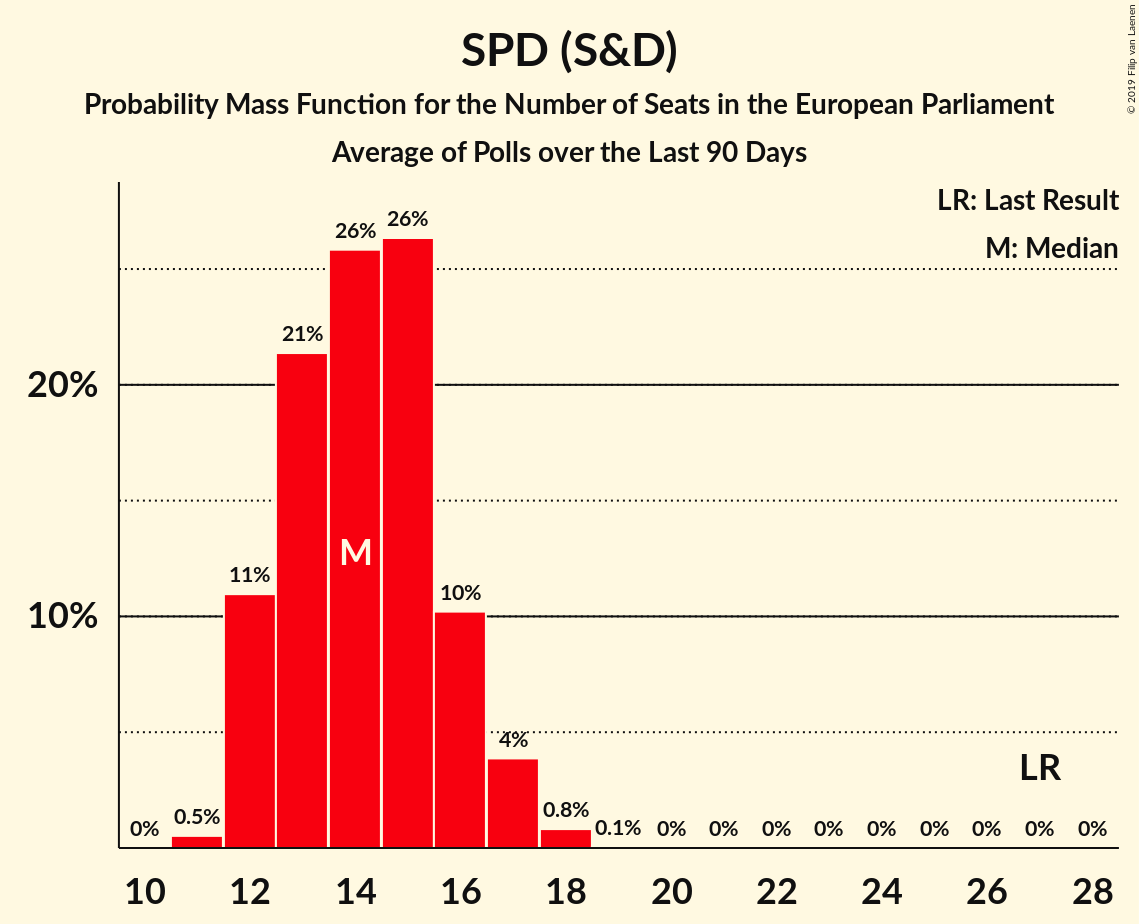 SPD (S&D)
Probability Mass Function for the Number of Seats in the European Parliament
Average of Polls over the Last 90 Days
© 2019 Filip van Laenen
LR: Last Result
M: Median
20%
10%
0%
0.5%
11%
21%
26%
26%
10%
4%
0.8%
0.1%
0%
0%
0%
0%
0%
0%
0%
0%
0%
M
LR
10 12 14 16 18 20 22 24 26 28